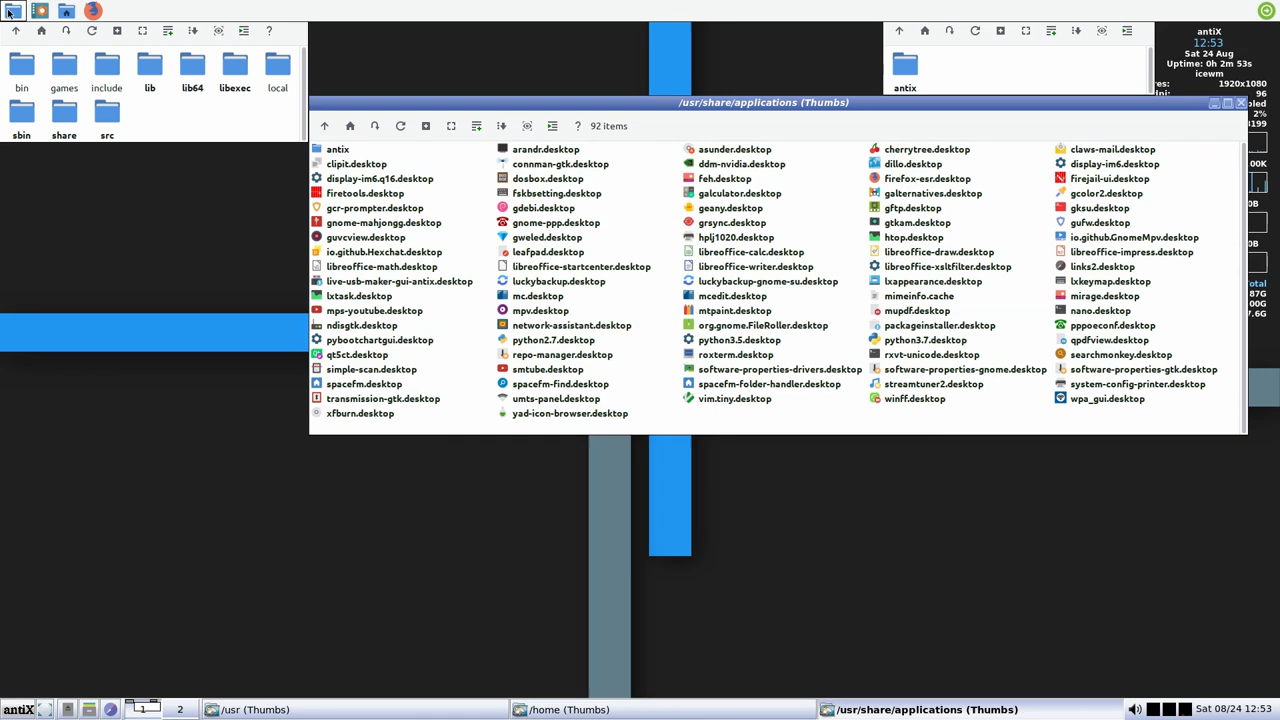 antiX
12:53
Sat 24 Aug
Uptime: 0h 2m 53s
icewm
res: 1920x1080
96
2%
8199
00K
0B
0B
total
87G
00G
7.6G
bin
games
include
lib
lib64
libexec
local
sbin
share
src
antix
/usr/share/applications (Thumbs)
92 items
antix
arandr.desktop
asunder.desktop
cherrytree.desktop
claws-mail.desktop
clipit.desktop
connman-gtk.desktop
ddm-nvidia.desktop
dillo.desktop
display-im6.desktop
display-im6.q16.desktop
dosbox.desktop
feh.desktop
firefox-esr.desktop
firejail-ui.desktop
firetools.desktop
fskbsetting.desktop
galculator.desktop
galternatives.desktop
gcolor2.desktop
gcr-prompter.desktop
gdebi.desktop
geany.desktop
gftp.desktop
gksu.desktop
gnome-mahjongg.desktop
gnome-ppp.desktop
grsync.desktop
gtkam.desktop
gufw.desktop
guvcview.desktop
gweled.desktop
hplj1020.desktop
htop.desktop
io.github.GnomeMpv.desktop
io.github.Hexchat.desktop
leafpad.desktop
libreoffice-calc.desktop
libreoffice-draw.desktop
libreoffice-impress.desktop
libreoffice-math.desktop
libreoffice-startcenter.desktop
libreoffice-writer.desktop
libreoffice-xsltfilter.desktop
links2.desktop
live-usb-maker-gui-antix.desktop
luckybackup.desktop
luckybackup-gnome-su.desktop
lxappearance.desktop
lxkeymap.desktop
lxtask.desktop
mc.desktop
mcedit.desktop
mimeinfo.cache
mirage.desktop
mps-youtube.desktop
mpv.desktop
mtpaint.desktop
mupdf.desktop
nano.desktop
ndisgtk.desktop
network-assistant.desktop
org.gnome.FileRoller.desktop
packageinstaller.desktop
pppoeconf.desktop
pybootchartgui.desktop
python2.7.desktop
python3.5.desktop
python3.7.desktop
qpdfview.desktop
qt5ct.desktop
repo-manager.desktop
roxterm.desktop
rxvt-unicode.desktop
searchmonkey.desktop
simple-scan.desktop
smtube.desktop
software-properties-drivers.desktop
software-properties-gnome.desktop
software-properties-gtk.desktop
spacefm.desktop
spacefm-find.desktop
spacefm-folder-handler.desktop
streamtuner2.desktop
system-config-printer.desktop
transmission-gtk.desktop
umts-panel.desktop
vim.tiny.desktop
winff.desktop
wpa_gui.desktop
xfburn.desktop
yad-icon-browser.desktop
antiX
1
2
/usr (Thumbs)
/home (Thumbs)
/usr/share/applications (Thumbs)
Sat 08/24 12:53